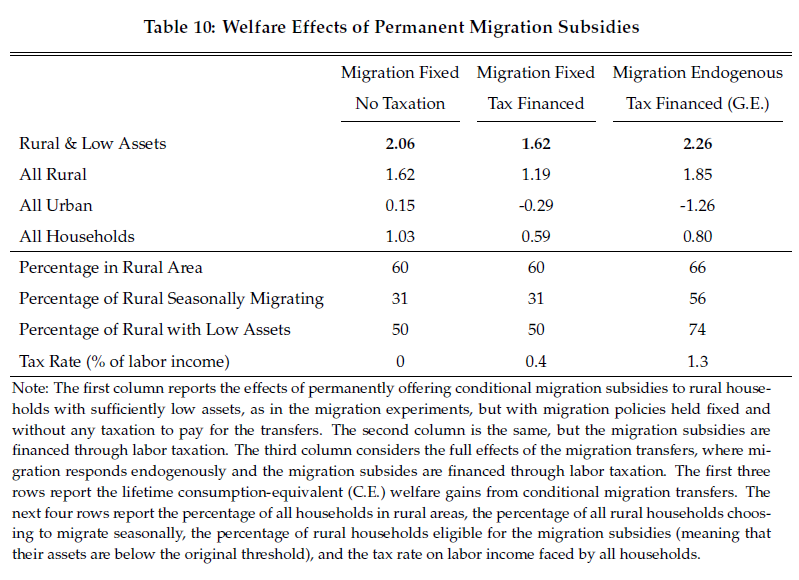 Table 10: Welfare Effects of Permanent Migration Subsidies
Migration Fixed Migration Fixed Migration Endogenous
No Taxation Tax Financed Tax Financed (G.E.)
Rural & Low Assets 2.06 1.62 2.26
All Rural 1.62 1.19 1.85
All Urban 0.15 -0.29 -1.26
All Households 1.03 0.59 0.80
Percentage in Rural Area 60 60 66
Percentage of Rural Seasonally Migrating 31 31 56
Percentage of Rural with Low Assets 50 50 74
Tax Rate (% of labor income) 0 0.4 1.3
Note: The first column reports the effects of permanently offering conditional migration subsidies to rural house-
holds with sufficiently low assets, as in the migration experiments, but with migration policies held fixed and
without any taxation to pay for the transfers. The second column is the same, but the migration subsidies are
financed through labor taxation. The third column considers the full effects of the migration transfers, where mi-
gration responds endogenously and the migration subsides are financed through labor taxation. The first three
rows report the lifetime consumption-equivalent (C.E.) welfare gains from conditional migration transfers. The
next four rows report the percentage of all households in rural areas, the percentage of all rural households choos-
ing to migrate seasonally, the percentage of rural households eligible for the migration subsidies (meaning that
their assets are below the original threshold), and the tax rate on labor income faced by all households.